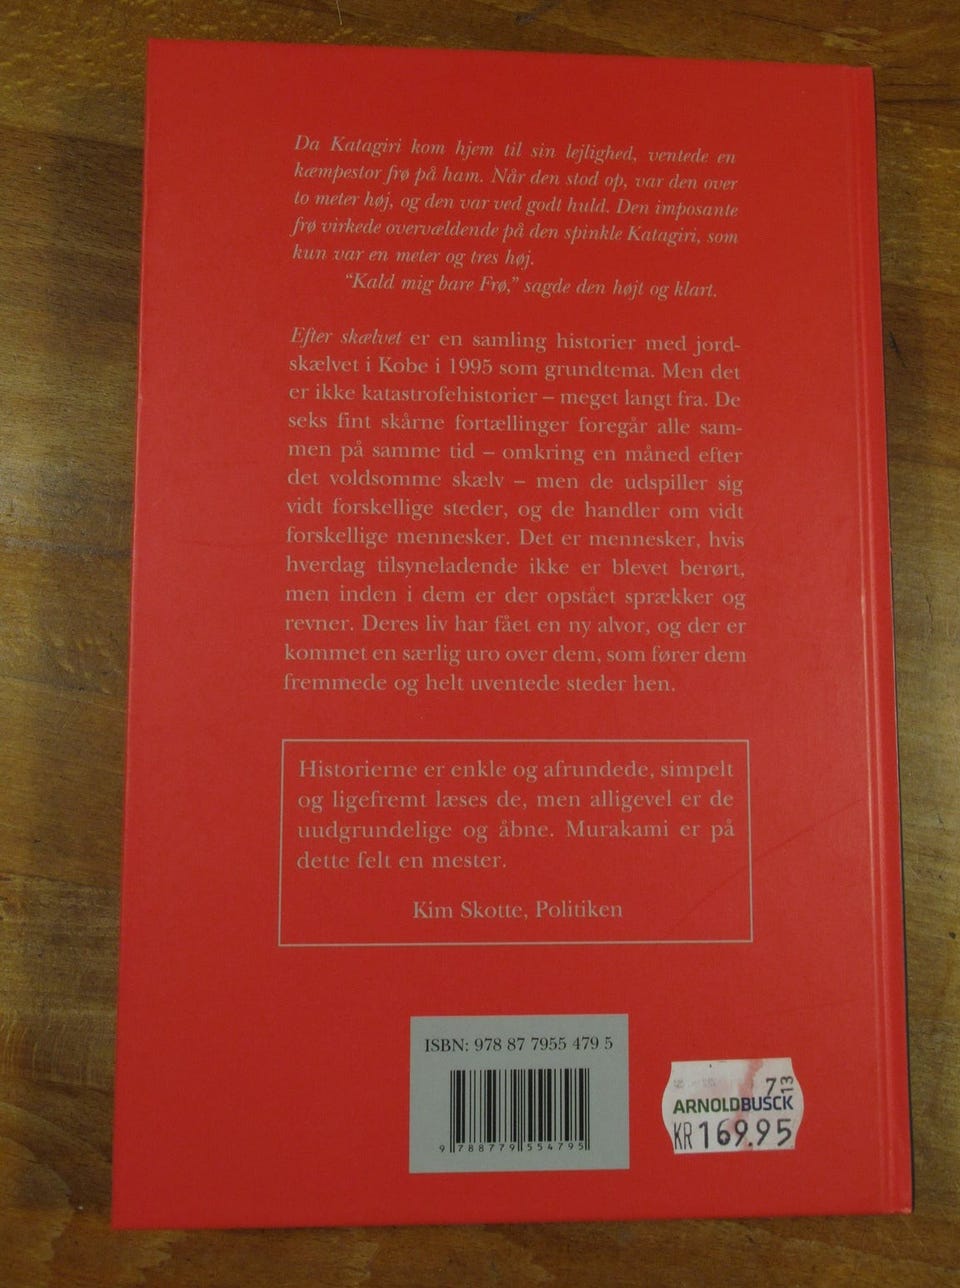 Da Katagiri kom hjem til sin lejlighed, ventede en
kæmpestor frø på ham. Når den stod op, var den over
to meter høj, og den var ved godt huld. Den imposante
frø virkede overvældende på den spinkle Katagiri, som
kun var en meter og tres høj.
“Kald mig bare Frø,” sagde den højt og klart.
Efter skælvet er en samling historier med jord-
skælvet i Kobe i 1995 som grundtema. Men det
er ikke katastrofehistorier – meget langt fra. De
seks fint skårne fortællinger foregår alle sam-
men på samme tid – omkring en måned efter
det voldsomme skælv – men de udspiller sig
vidt forskellige steder, og de handler om vidt
forskellige mennesker. Det er mennesker, hvis
hverdag tilsyneladende ikke er blevet berørt,
men inden i dem er der opstået sprækker og
revner. Deres liv har fået en ny alvor, og der er
kommet en særlig uro over dem, som fører dem
fremmede og helt uventede steder hen.
Historierne er enkle og afrundede, simpelt
og ligefremt læses de, men alligevel er de
uudgrundelige og åbne. Murakami er på
dette felt en mester.
Kim Skotte, Politiken
ISBN: 978 87 7955 479 5
9 788779 554795
7 13
ARNOLDBUSCK
KR 169.95